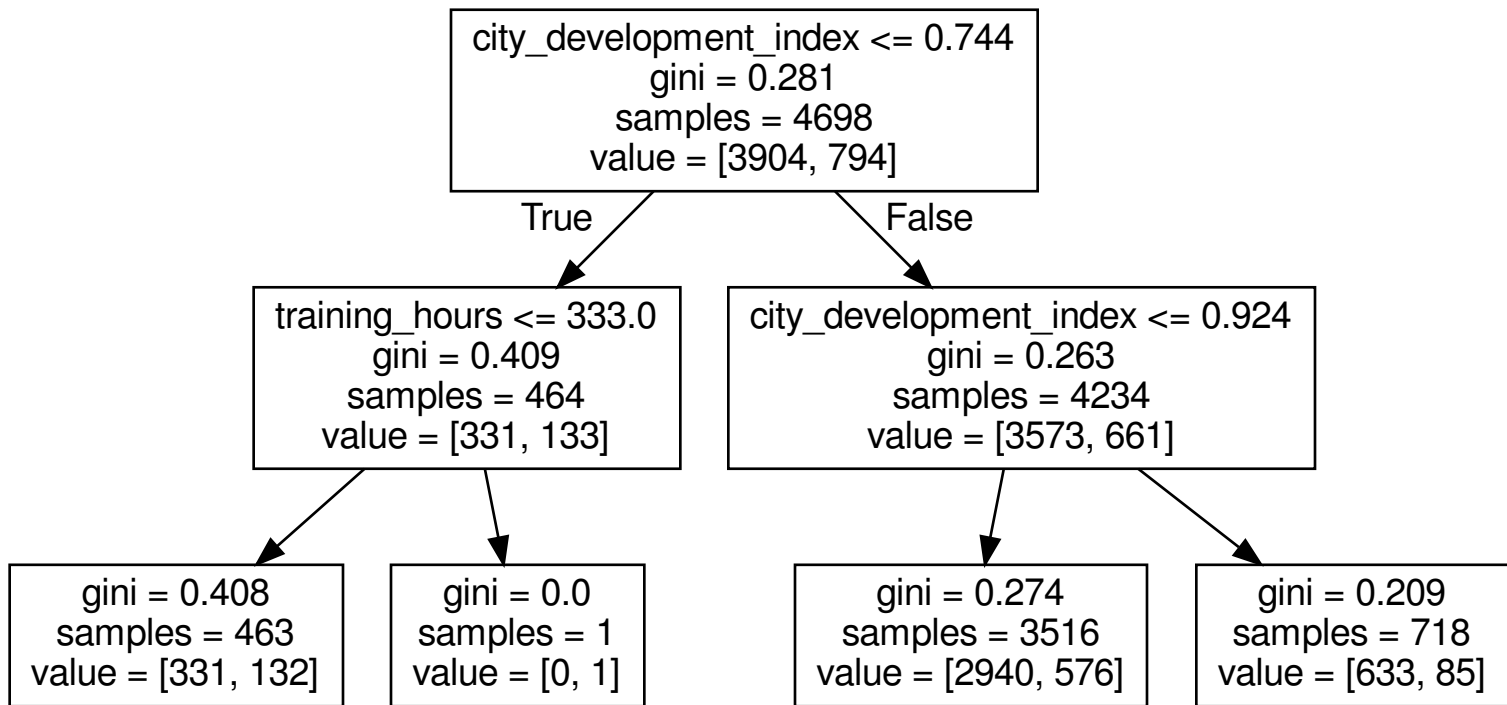 city_development_index <= 0.744
gini = 0.281
samples = 4698
value = [3904, 794]
True
False
training_hours <= 333.0
gini = 0.409
samples = 464
value = [331, 133]
city_development_index <= 0.924
gini = 0.263
samples = 4234
value = [3573, 661]
gini = 0.408
samples = 463
value = [331, 132]
gini = 0.0
samples = 1
value = [0, 1]
gini = 0.274
samples = 3516
value = [2940, 576]
gini = 0.209
samples = 718
value = [633, 85]